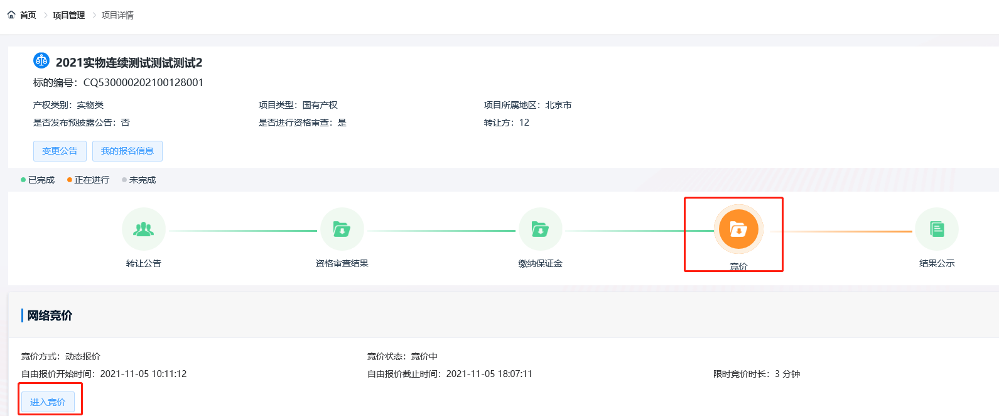 首页 > 项目管理 > 项目详情
2021实物连续测试测试测试2
标的编号：CQ530000202100128001
产权类别：实物类 项目类型：国有产权 项目所属地区：北京市
是否发布预披露公告：否 是否进行资格审查：是 转让方：12
变更公告 我的报名信息
已完成 正在进行 未完成
转让公告 资格审查结果 缴纳保证金 竞价 结果公示
网络竞价
竞价方式：动态报价 竞价状态：竞价中
自由报价开始时间：2021-11-05 10:11:12 自由报价截止时间：2021-11-05 18:07:11 限时竞价时长：3 分钟
进入竞价